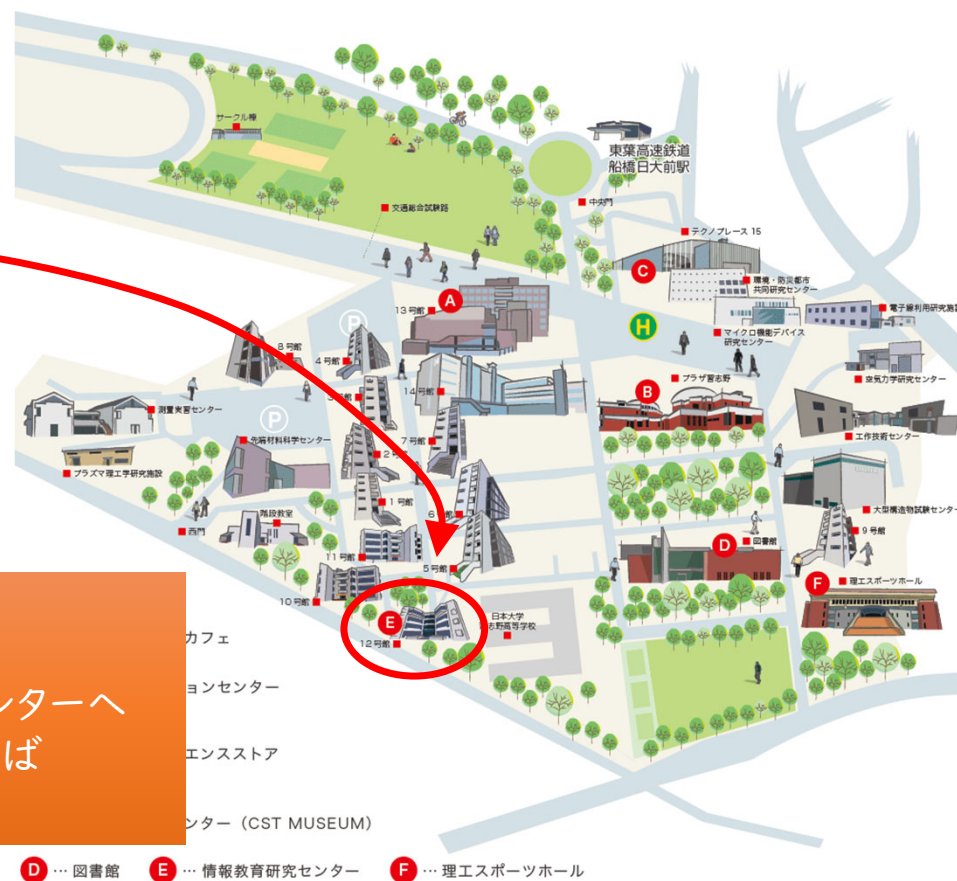 サークル棟
東葉高速鉄道
船橋日大前駅
交通総合試験路
中央門
テクノプレース 15
C
環境・防災都市
共同研究センター
電子線利用研究施設
マイクロ機能デバイス
研究センター
H
13号館
A
P
8号館
4号館
空気力学研究センター
プラザ習志野
B
14号館
測量実習センター
P
7号館
工作技術センター
先端材料科学センター
2号館
プラズマ理工学研究施設
1号館
大型構造物試験センター
9号館
西門
階段教室
図書館
D
11号館
5号館
理工スポーツホール
F
10号館
日本大学
E
12号館
カフェ
ョンセンター
ンターへ
ば
エンスストア
ンター（CST MUSEUM）
D … 図書館 E … 情報教育研究センター F … 理工スポーツホール